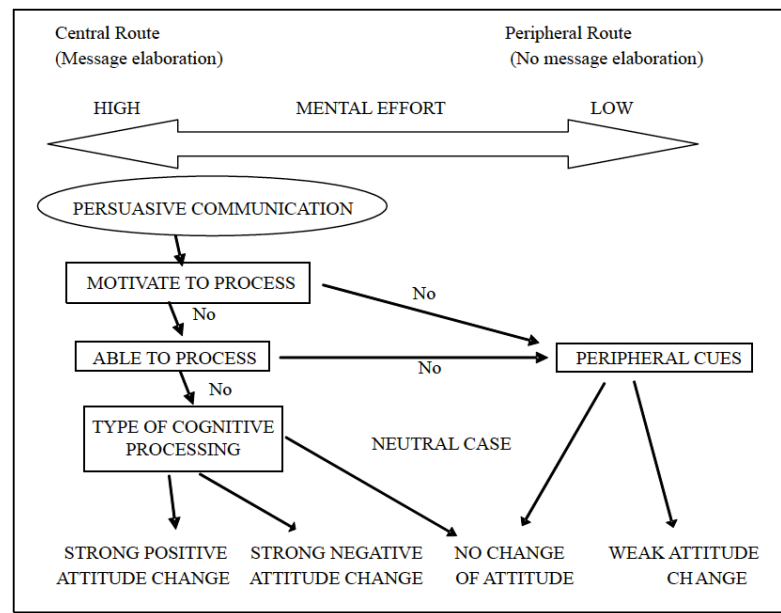 Central Route
(Message elaboration)
Peripheral Route
(No message elaboration)
HIGH
MENTAL EFFORT
LOW
PERSUASIVE COMMUNICATION
MOTIVATE TO PROCESS
No
No
ABLE TO PROCESS
No
PERIPHERAL CUES
No
TYPE OF COGNITIVE
PROCESSING
NEUTRAL CASE
STRONG POSITIVE
ATTITUDE CHANGE
STRONG NEGATIVE
ATTITUDE CHANGE
NO CHANGE
OF ATTITUDE
WEAK ATTITUDE
CHANGE